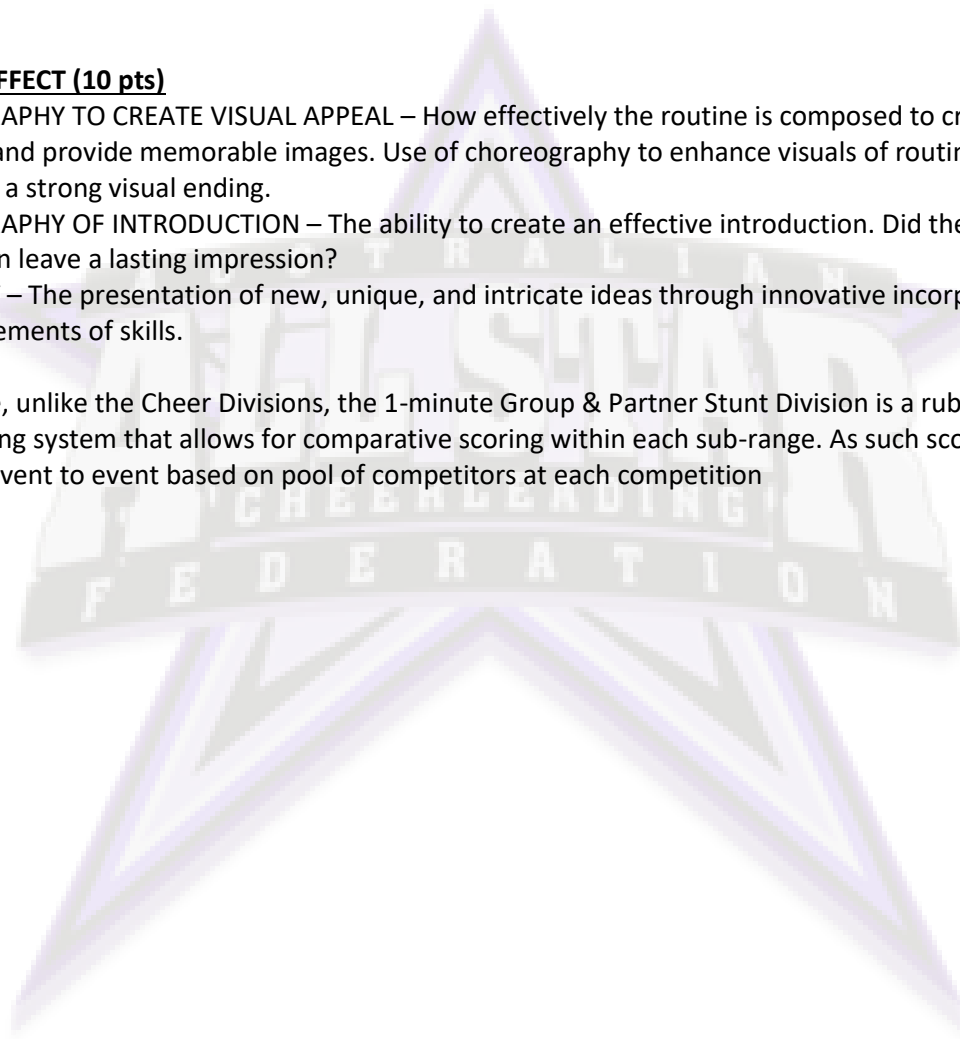 FFECT (10 pts)
APHY TO CREATE VISUAL APPEAL – How effectively the routine is composed to cr
and provide memorable images. Use of choreography to enhance visuals of routin
a strong visual ending.
APHY OF INTRODUCTION – The ability to create an effective introduction. Did the
n leave a lasting impression?
– The presentation of new, unique, and intricate ideas through innovative incorp
ements of skills.
, unlike the Cheer Divisions, the 1-minute Group & Partner Stunt Division is a rub
ng system that allows for comparative scoring within each sub-range. As such sco
vent to event based on pool of competitors at each competition
AUSTRALIAN
ALL STAR
CHEERLEADING
FEDERATION